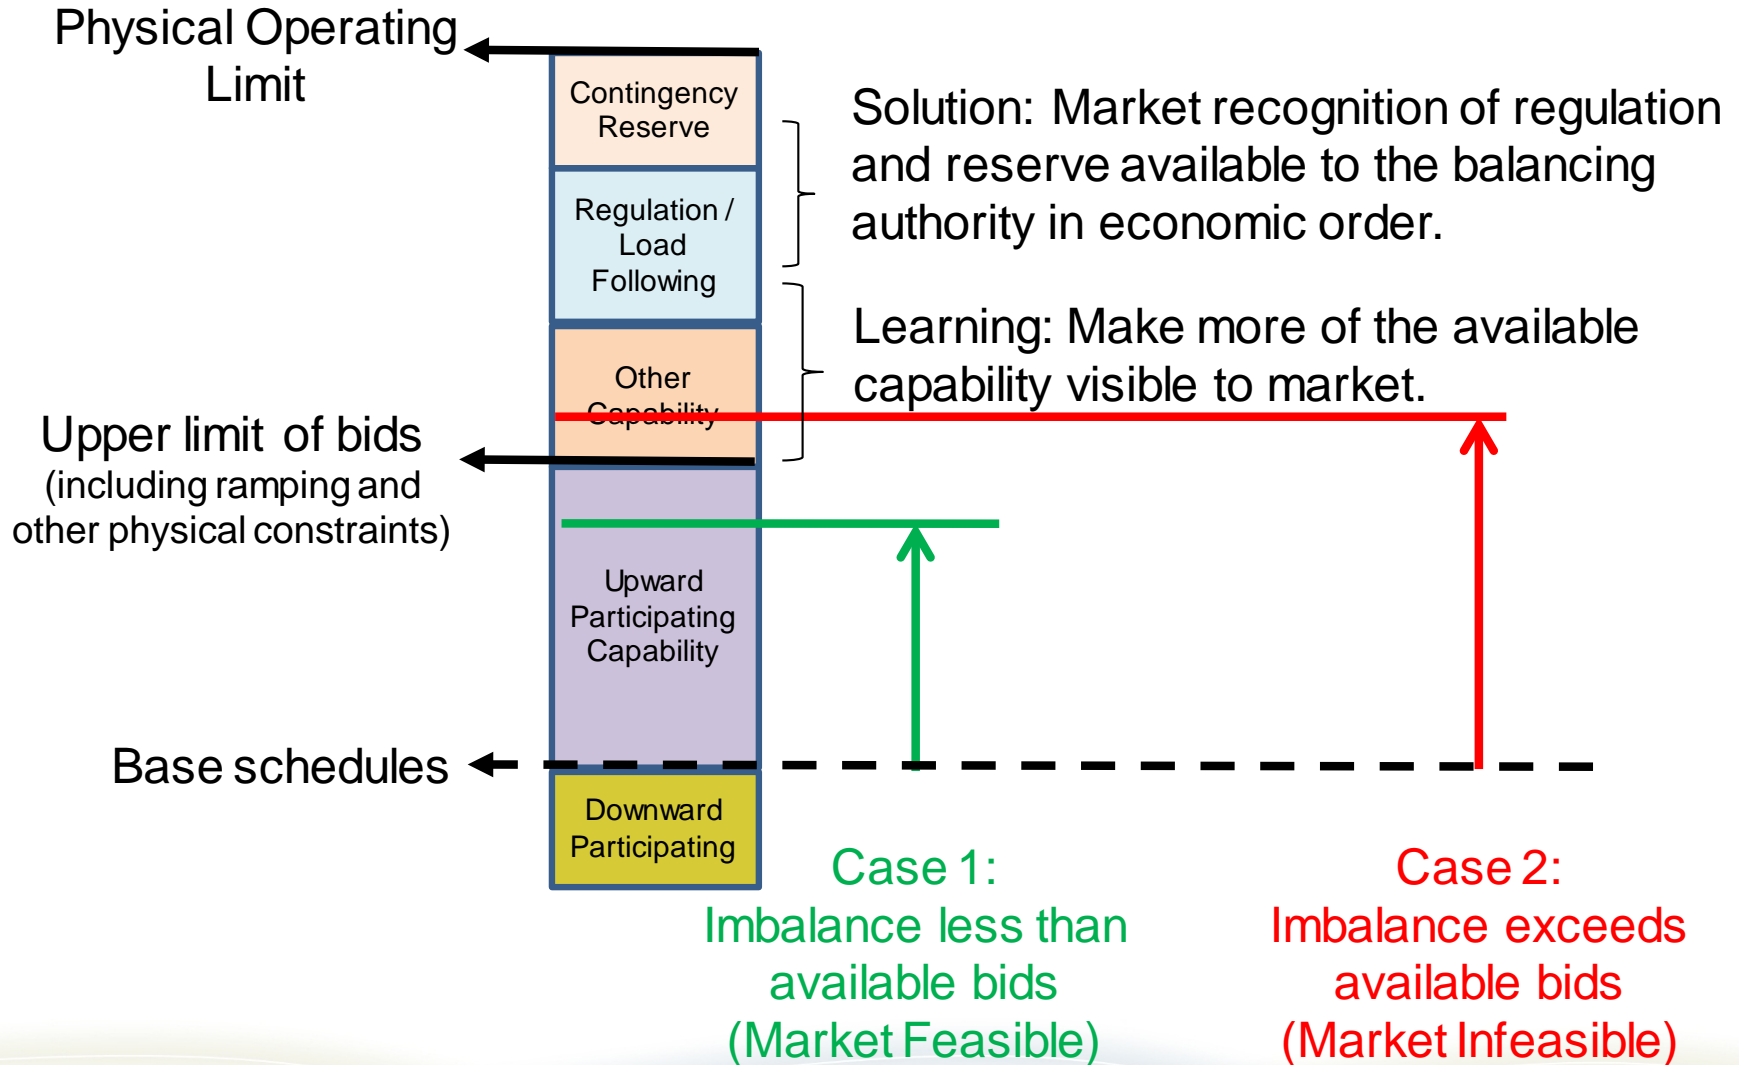 Physical Operating
Limit
Contingency
Reserve
Regulation /
Load
Following
Other
Capability
Upward
Participating
Capability
Downward
Participating
Solution: Market recognition of regulation
and reserve available to the balancing
authority in economic order.
Learning: Make more of the available
capability visible to market.
Upper limit of bids
(including ramping and
other physical constraints)
Base schedules
Case 1:
Imbalance less than
available bids
(Market Feasible)
Case 2:
Imbalance exceeds
available bids
(Market Infeasible)